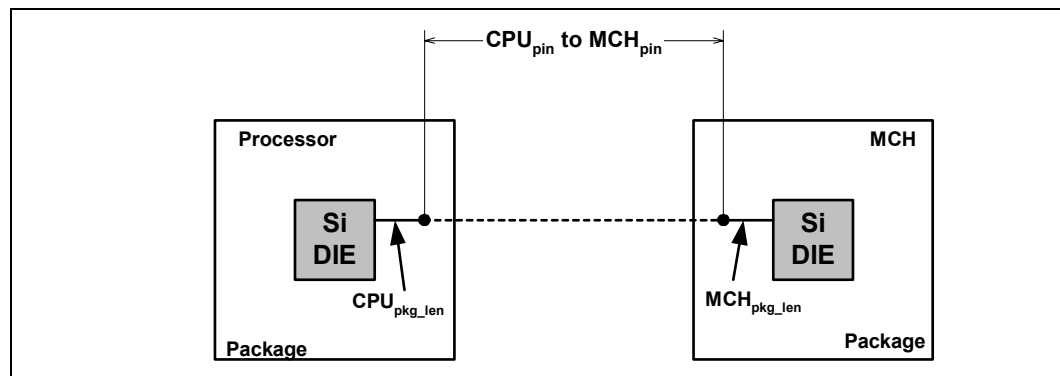 CPUpin to MCHpin
Processor
MCH
Si
DIE
Si
DIE
CPUpkg_len
MCHpkg_len
Package
Package